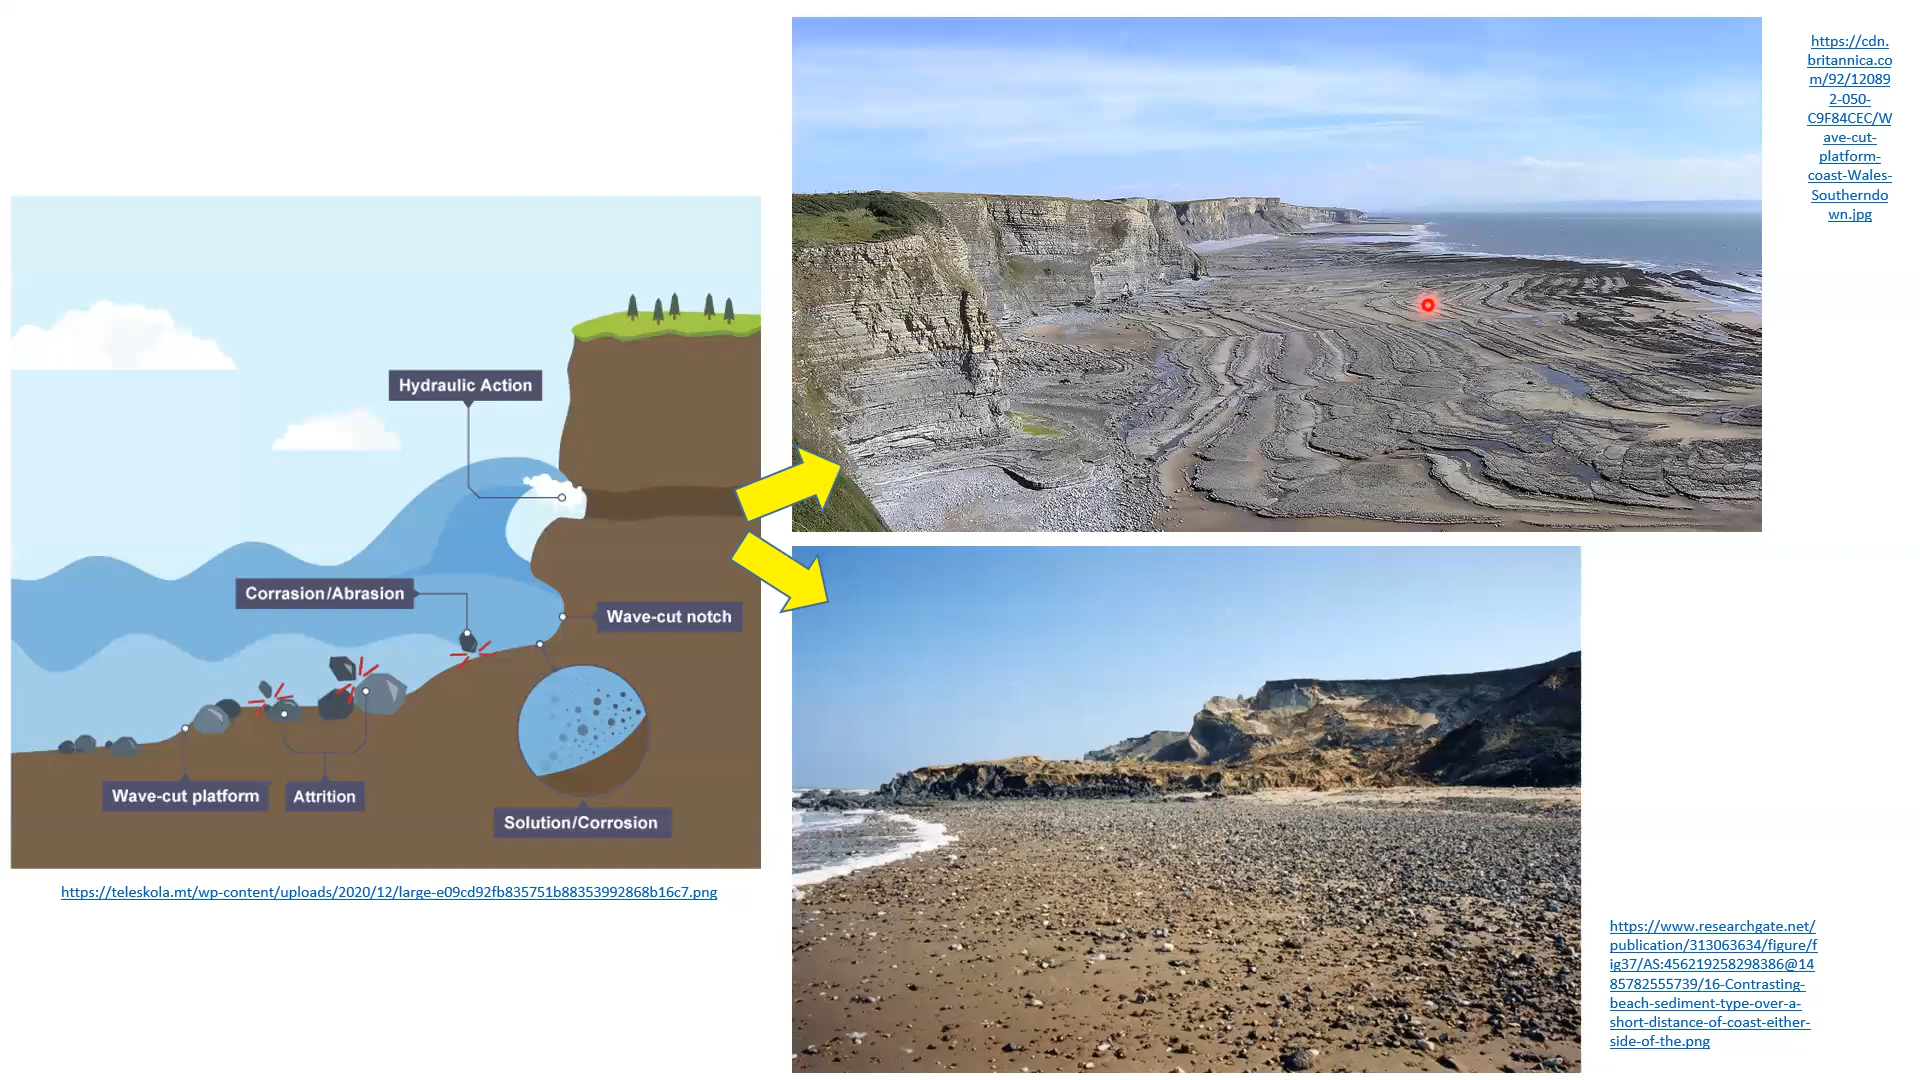 https://cdn.
britannica.co
m/92/12089
2-050-
C9F84CEC/W
ave-cut-
platform-
coast-Wales-
Southerndo
wn.jpg
Hydraulic Action
Corrasion/Abrasion
Wave-cut notch
Wave-cut platform
Attrition
Solution/Corrosion
https://teleskola.mt/wp-content/uploads/2020/12/large-e09cd92fb835751b88353992868b16c7.png
https://www.researchgate.net/
publication/313063634/figure/f
ig37/AS:456219258298386@14
85782555739/16-Contrasting-
beach-sediment-type-over-a-
short-distance-of-coast-either-
side-of-the.png